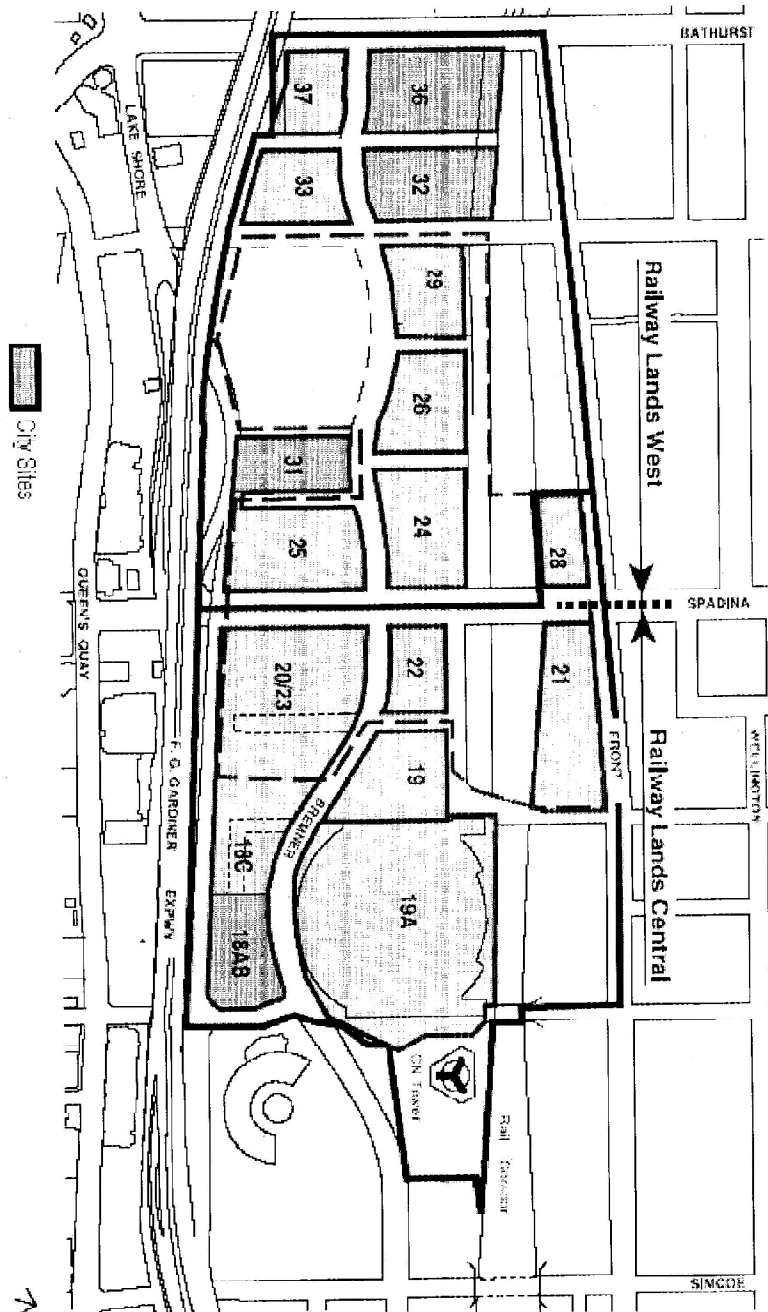 BATHURST
SPADINA
WELLINGTON
SIMCOE
Railway Lands West
Railway Lands Central
FRONT
36
37
32
33
29
26
31
24
25
28
21
22
20/23
19
19A
18C
18AB
BREMNER
CN Tower
Rail Corridor
LAKE SHORE
F. G. GARDINER EXPWY
QUEEN'S QUAY
City Sites